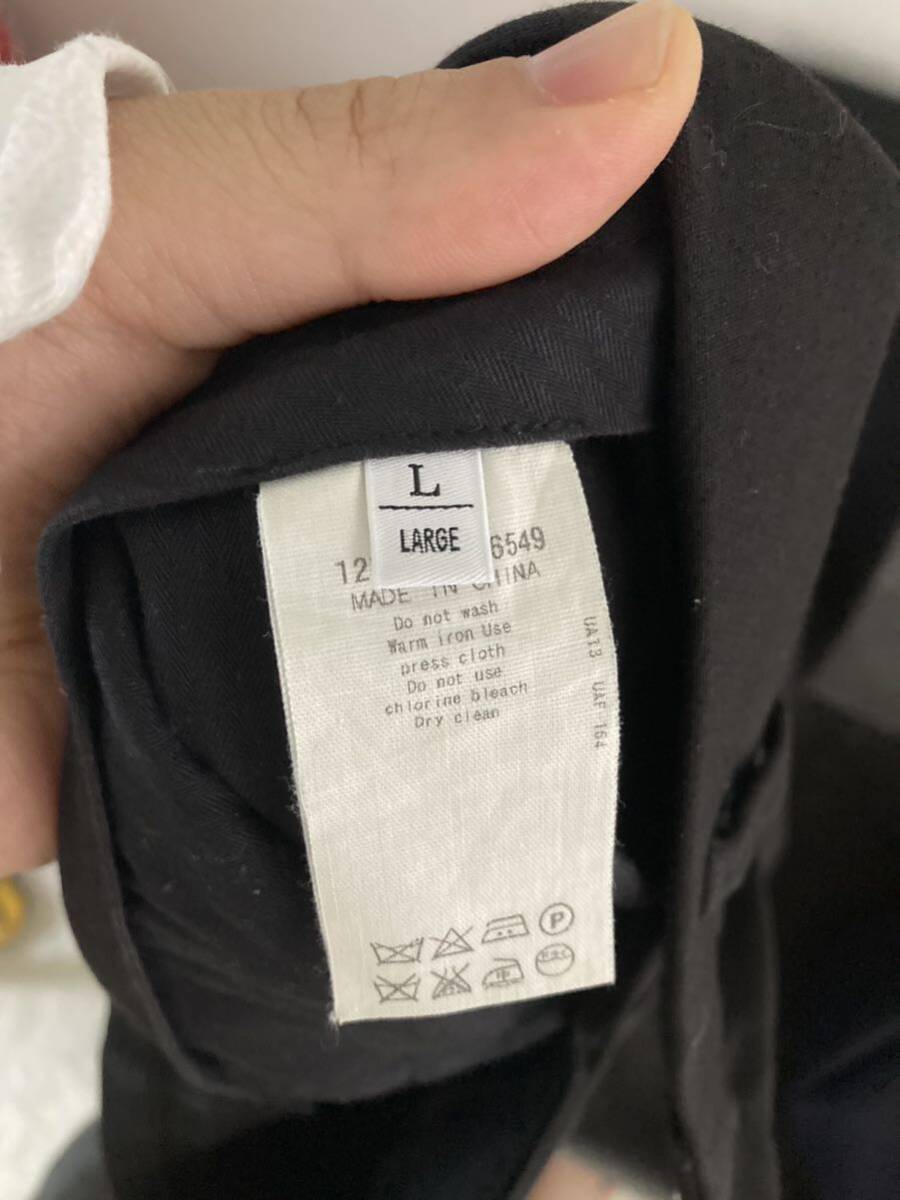 L
LARGE
12 6549
MADE IN CHINA
Do not wash
Warm iron Use
press cloth
Do not use
chlorine bleach
Dry clean
UA13 UAF 164
P
中